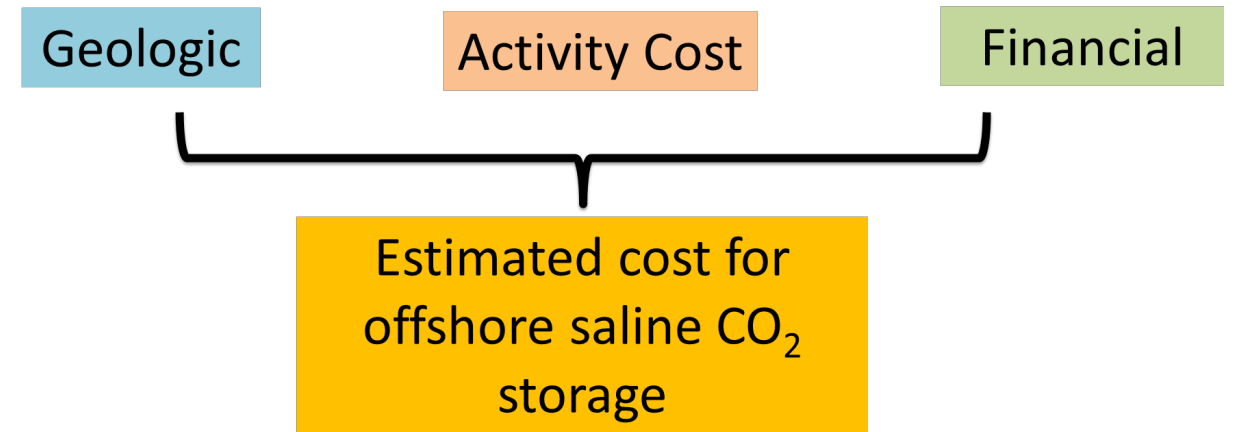 Geologic
Activity Cost
Financial
Estimated cost for
offshore saline CO₂
storage